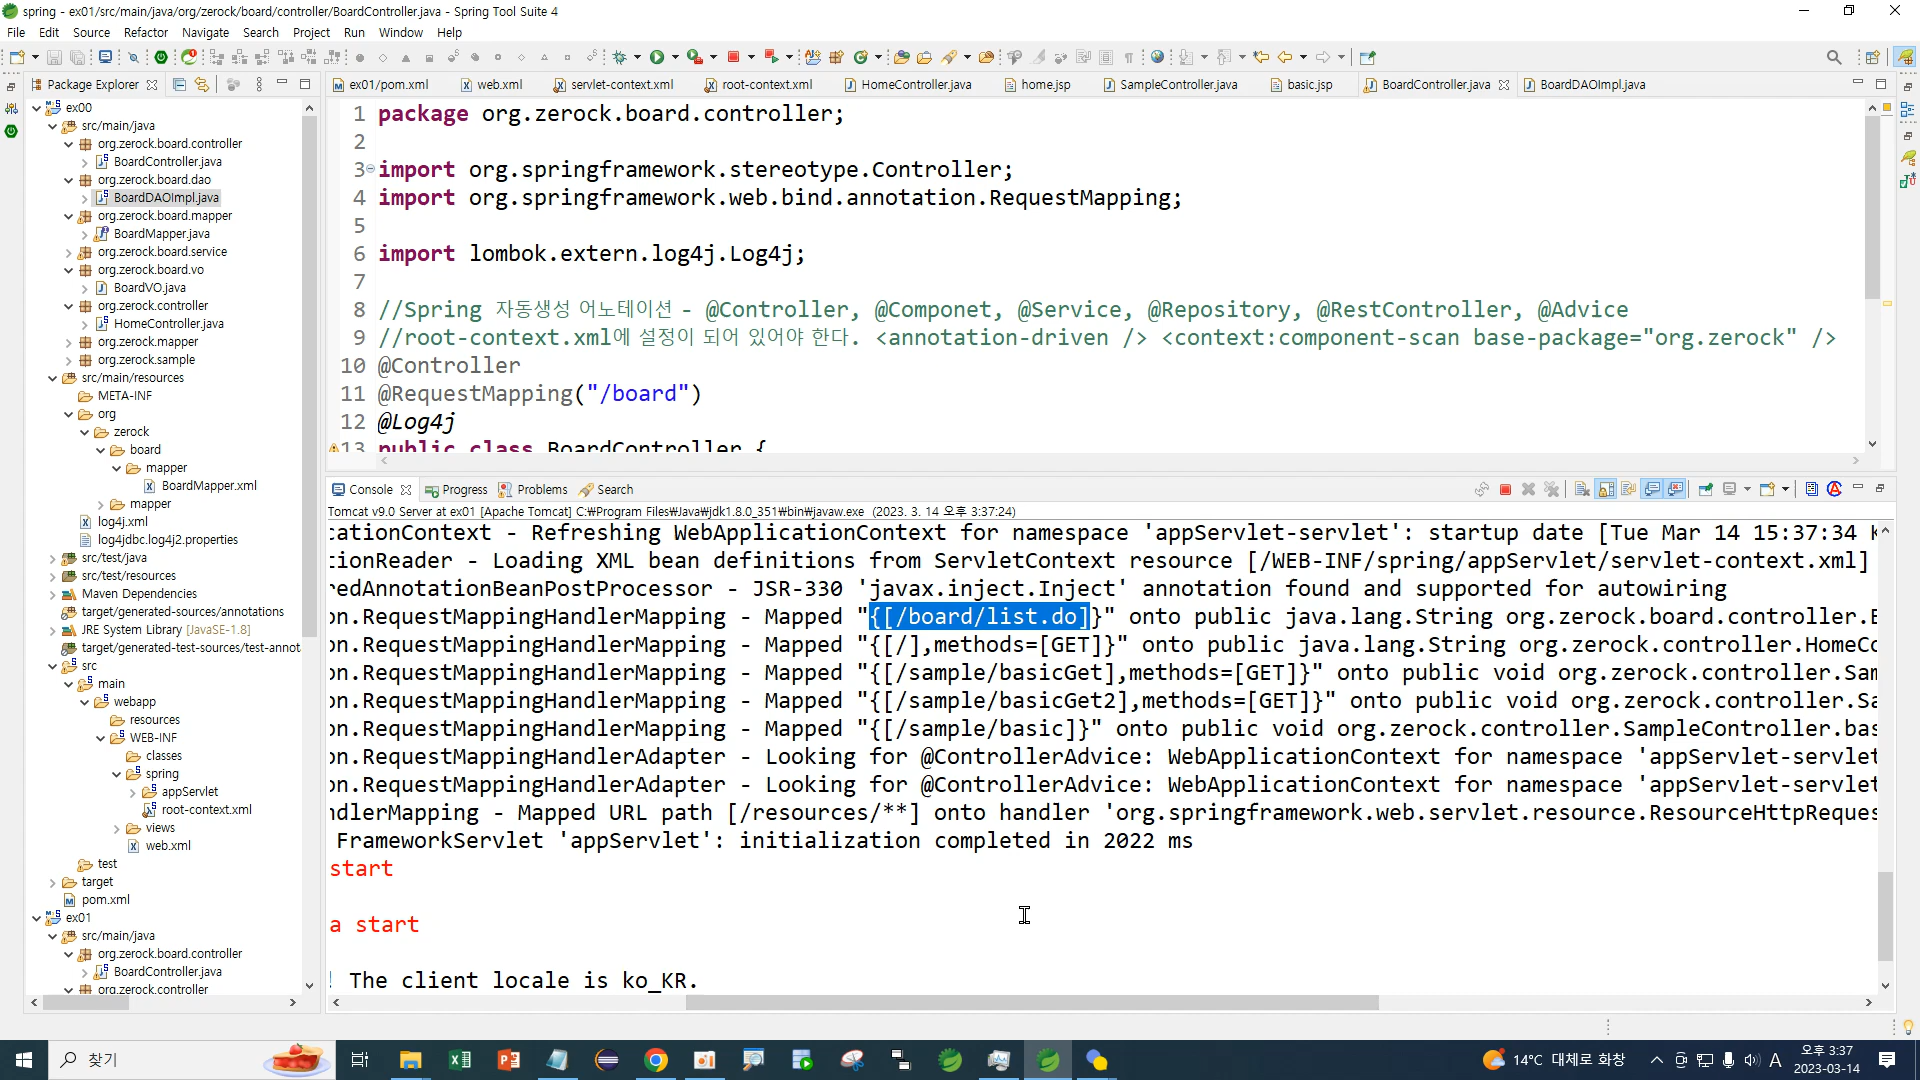 spring - ex01/src/main/java/org/zerock/board/controller/BoardController.java - Spring Tool Suite 4
File Edit Source Refactor Navigate Search Project Run Window Help
Package Explorer
ex00
src/main/java
org.zerock.board.controller
BoardController.java
org.zerock.board.dao
BoardDAOImpl.java
org.zerock.board.mapper
BoardMapper.java
org.zerock.board.service
org.zerock.board.vo
BoardVO.java
org.zerock.controller
HomeController.java
org.zerock.mapper
org.zerock.sample
src/main/resources
META-INF
org
zerock
board
mapper
BoardMapper.xml
mapper
log4j.xml
log4jdbc.log4j2.properties
src/test/java
src/test/resources
Maven Dependencies
target/generated-sources/annotations
JRE System Library [JavaSE-1.8]
target/generated-test-sources/test-annot
src
main
webapp
resources
WEB-INF
classes
spring
appServlet
root-context.xml
views
web.xml
test
target
pom.xml
ex01
src/main/java
org.zerock.board.controller
BoardController.java
org.zerock.controller
ex01/pom.xml web.xml servlet-context.xml root-context.xml HomeController.java home.jsp SampleController.java basic.jsp BoardController.java BoardDAOImpl.java
1 package org.zerock.board.controller;
2
3 import org.springframework.stereotype.Controller;
4 import org.springframework.web.bind.annotation.RequestMapping;
5
6 import lombok.extern.log4j.Log4j;
7
8 //Spring 자동생성 어노테이션 - @Controller, @Componet, @Service, @Repository, @RestController, @Advice
9 //root-context.xml에 설정이 되어 있어야 한다. <annotation-driven /> <context:component-scan base-package="org.zerock" />
10 @Controller
11 @RequestMapping("/board")
12 @Log4j
13 public class BoardController {
Console Progress Problems Search
Tomcat v9.0 Server at ex01 [Apache Tomcat] C:₩Program Files₩Java₩jdk1.8.0_351₩bin₩javaw.exe (2023. 3. 14 오후 3:37:24)
cationContext - Refreshing WebApplicationContext for namespace 'appServlet-servlet': startup date [Tue Mar 14 15:37:34 K
tionReader - Loading XML bean definitions from ServletContext resource [/WEB-INF/spring/appServlet/servlet-context.xml]
redAnnotationBeanPostProcessor - JSR-330 'javax.inject.Inject' annotation found and supported for autowiring
on.RequestMappingHandlerMapping - Mapped "{[/board/list.do]}" onto public java.lang.String org.zerock.board.controller.B
on.RequestMappingHandlerMapping - Mapped "{[/],methods=[GET]}" onto public java.lang.String org.zerock.controller.HomeCo
on.RequestMappingHandlerMapping - Mapped "{[/sample/basicGet],methods=[GET]}" onto public void org.zerock.controller.Sam
on.RequestMappingHandlerMapping - Mapped "{[/sample/basicGet2],methods=[GET]}" onto public void org.zerock.controller.Sa
on.RequestMappingHandlerMapping - Mapped "{[/sample/basic]}" onto public void org.zerock.controller.SampleController.bas
on.RequestMappingHandlerAdapter - Looking for @ControllerAdvice: WebApplicationContext for namespace 'appServlet-servlet
on.RequestMappingHandlerAdapter - Looking for @ControllerAdvice: WebApplicationContext for namespace 'appServlet-servlet
ndlerMapping - Mapped URL path [/resources/**] onto handler 'org.springframework.web.servlet.resource.ResourceHttpReques
FrameworkServlet 'appServlet': initialization completed in 2022 ms
start
a start
! The client locale is ko_KR.
찾기
14°C 대체로 화창
A
오후 3:37
2023-03-14